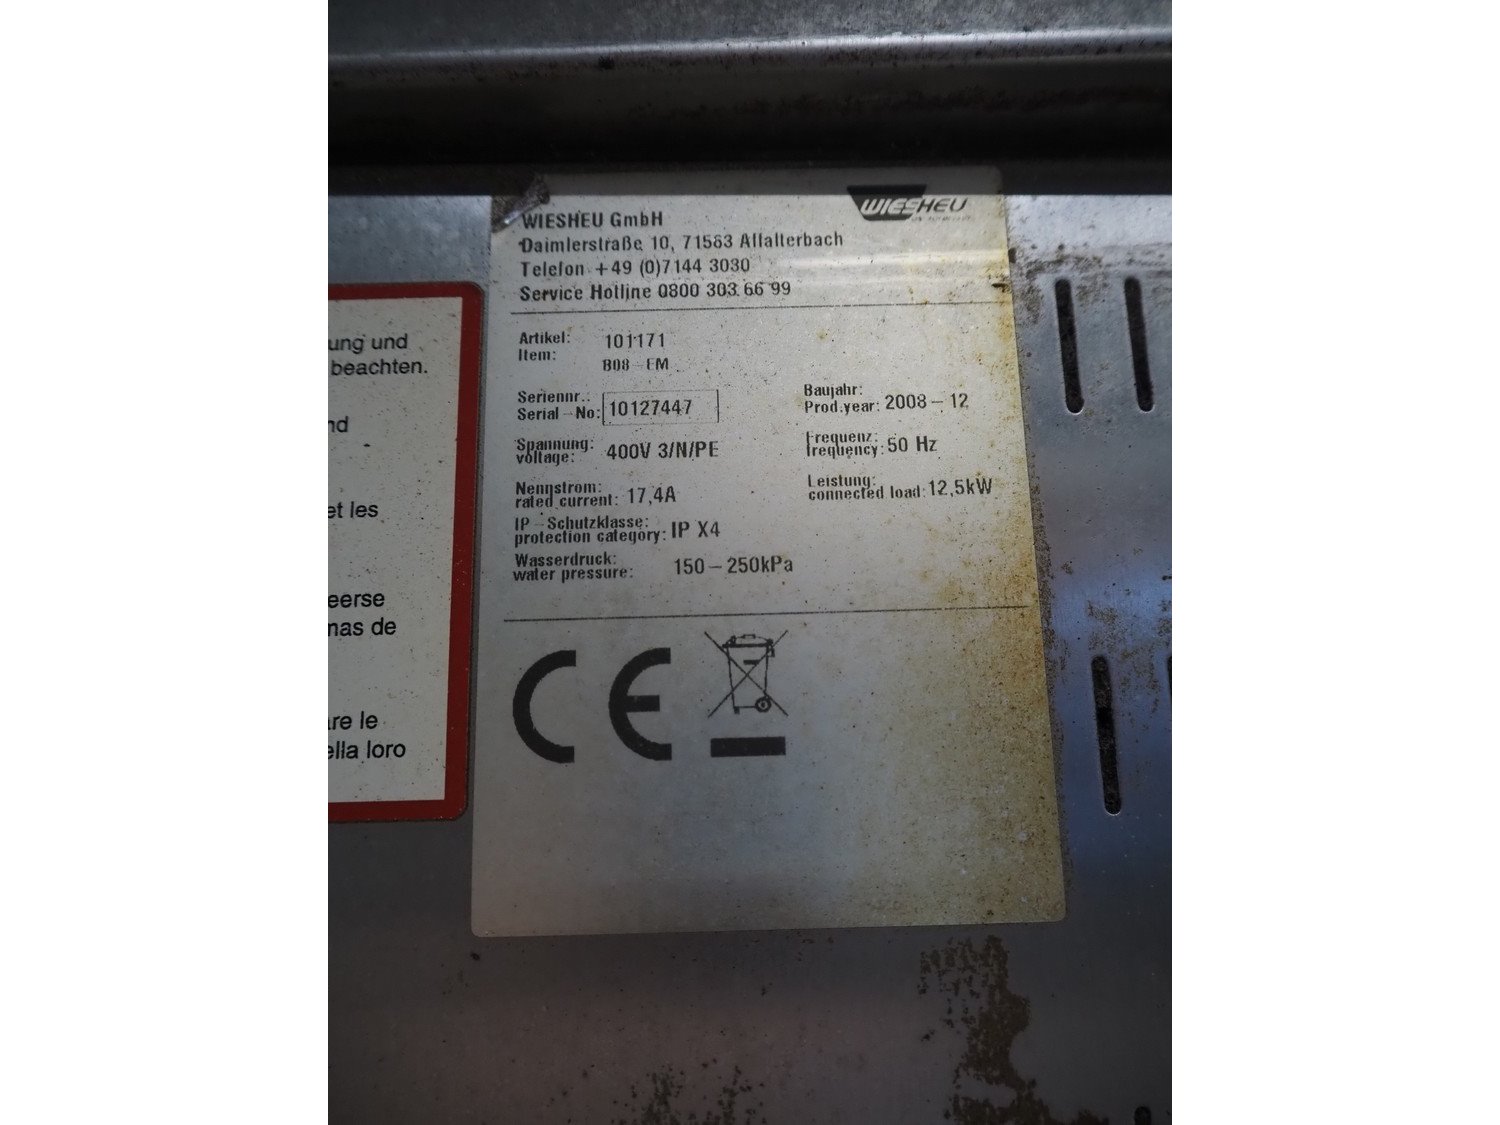 WIESHEU GmbH
Daimlerstraße 10, 71563 Affalterbach
Telefon +49 (0)7144 3030
Service Hotline 0800 303 66 99
WIESHEU
Artikel: 101171
Item: B08-EM
Seriennr.:
Serial-No: 10127447
Baujahr:
Prod.year: 2008-12
Spannung:
voltage: 400V 3/N/PE
Frequenz:
frequency: 50 Hz
Nennstrom:
rated current: 17,4A
Leistung:
connected load: 12,5kW
IP-Schutzklasse:
protection category: IP X4
Wasserdruck:
water pressure: 150-250kPa
CE
ung und
beachten.
nd
et les
eerse
mas de
are le
ella loro